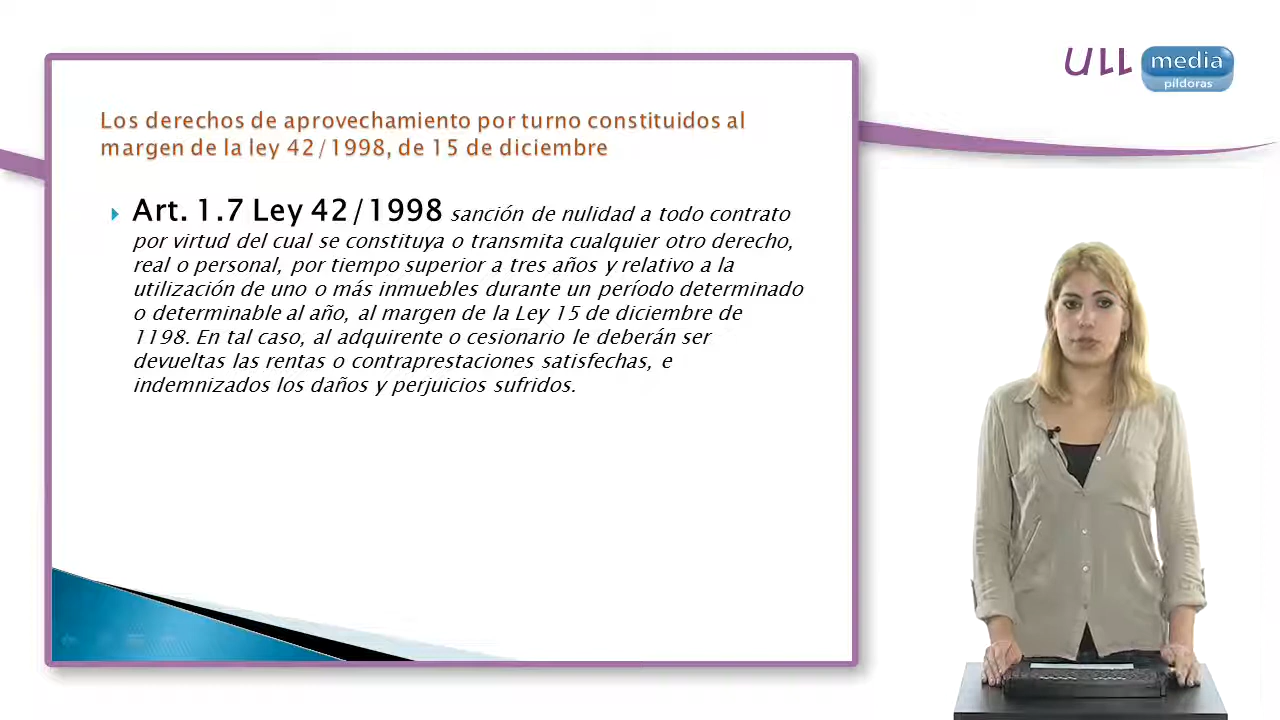 ULL media
píldoras
Los derechos de aprovechamiento por turno constituidos al
margen de la ley 42/1998, de 15 de diciembre
Art. 1.7 Ley 42/1998 sanción de nulidad a todo contrato
por virtud del cual se constituya o transmita cualquier otro derecho,
real o personal, por tiempo superior a tres años y relativo a la
utilización de uno o más inmuebles durante un período determinado
o determinable al año, al margen de la Ley 15 de diciembre de
1198. En tal caso, al adquirente o cesionario le deberán ser
devueltas las rentas o contraprestaciones satisfechas, e
indemnizados los daños y perjuicios sufridos.